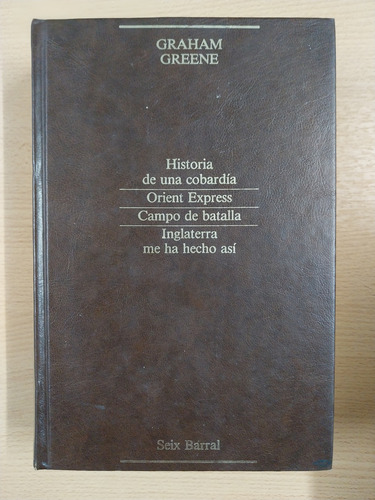 GRAHAM
GREENE
Historia
de una cobardía
Orient Express
Campo de batalla
Inglaterra
me ha hecho así
Seix Barral